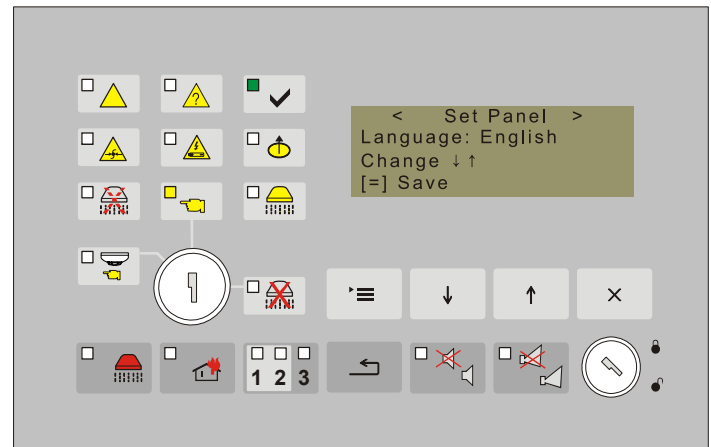 ?
< Set Panel >
Language: English
Change ↓↑
[=] Save
1 2 3